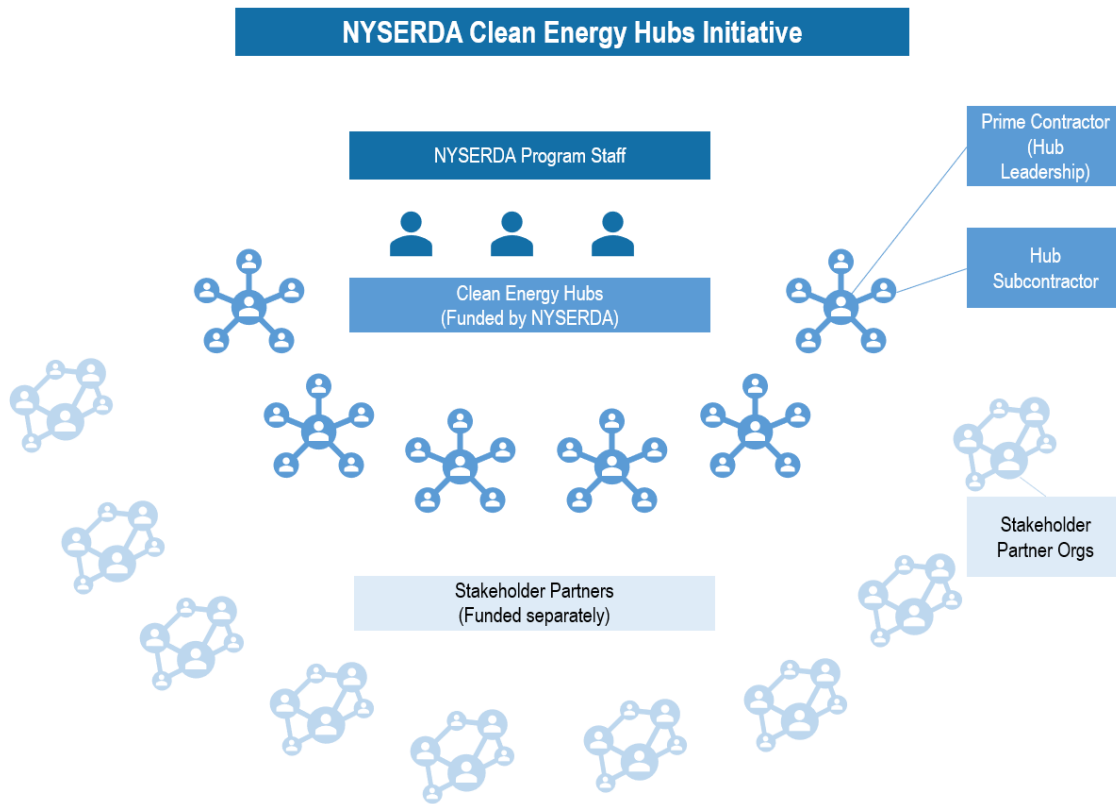 NYSERDA Clean Energy Hubs Initiative
Prime Contractor
(Hub
Leadership)
NYSERDA Program Staff
Hub
Subcontractor
Clean Energy Hubs
(Funded by NYSERDA)
Stakeholder
Partner Orgs
Stakeholder Partners
(Funded separately)